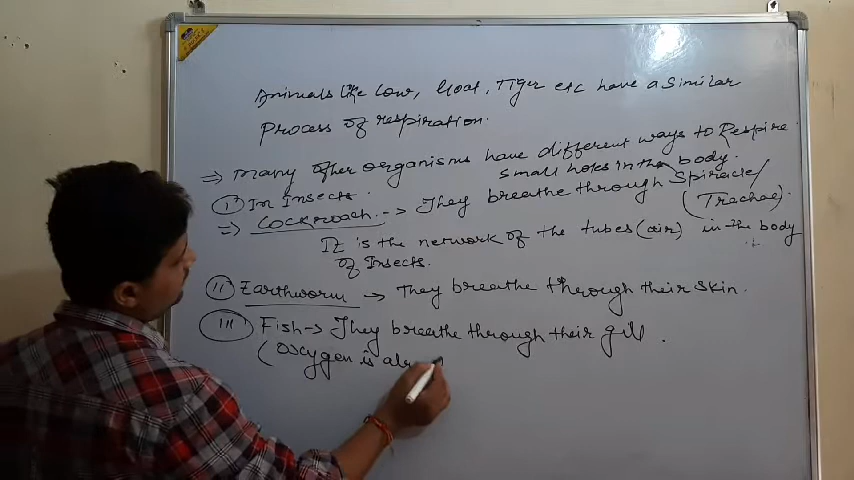 Animals like Cow, Goat, Tiger etc have a similar
Process of respiration.
⇒ Many other organisms have different ways to Respire.
small holes in the body.
(i) In Insects.
⇒ Cockroach. -> They breathe through Spiracle/
(Trachae).
It is the network of the tubes (air) in the body
of Insects.
(ii) Earthworm -> They breathe through their skin.
(iii) Fish -> They breathe through their gill.
(Oxygen is alr